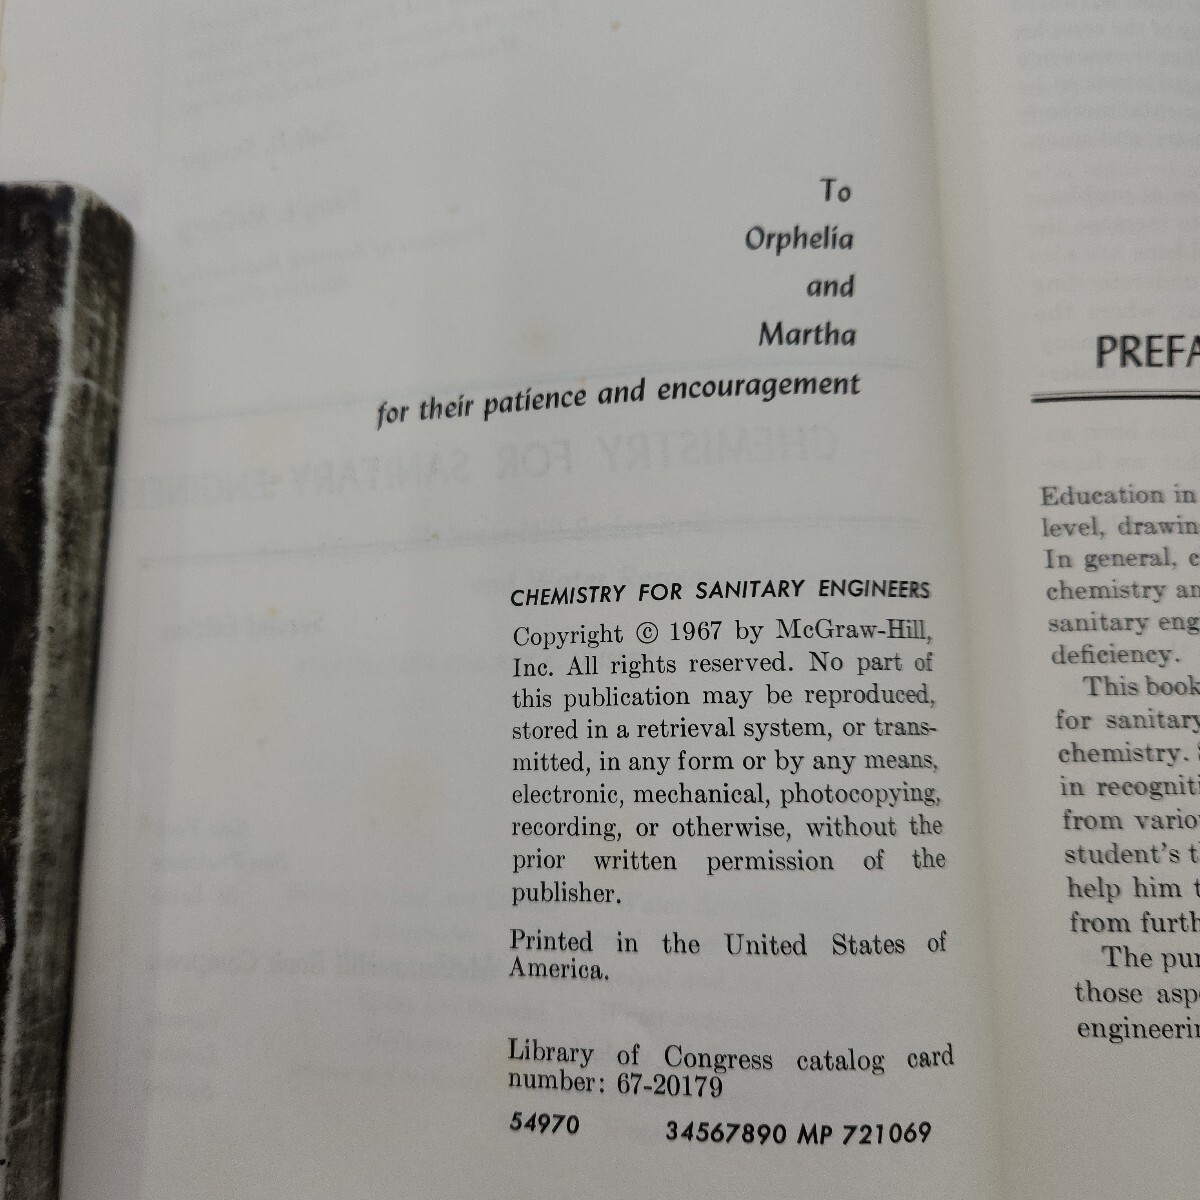 To
Orphelia
and
Martha
for their patience and encouragement
CHEMISTRY FOR SANITARY ENGINEERS
Copyright © 1967 by McGraw-Hill,
Inc. All rights reserved. No part of
this publication may be reproduced,
stored in a retrieval system, or trans-
mitted, in any form or by any means,
electronic, mechanical, photocopying,
recording, or otherwise, without the
prior written permission of the
publisher.
Printed in the United States of
America.
Library of Congress catalog card
number: 67-20179
54970 34567890 MP 721069
PREFA
Education in
level, drawin
In general, c
chemistry an
sanitary eng
deficiency.
This book
for sanitary
chemistry. S
in recogniti
from vario
student's t
help him t
from furth
The pur
those asp
engineerin